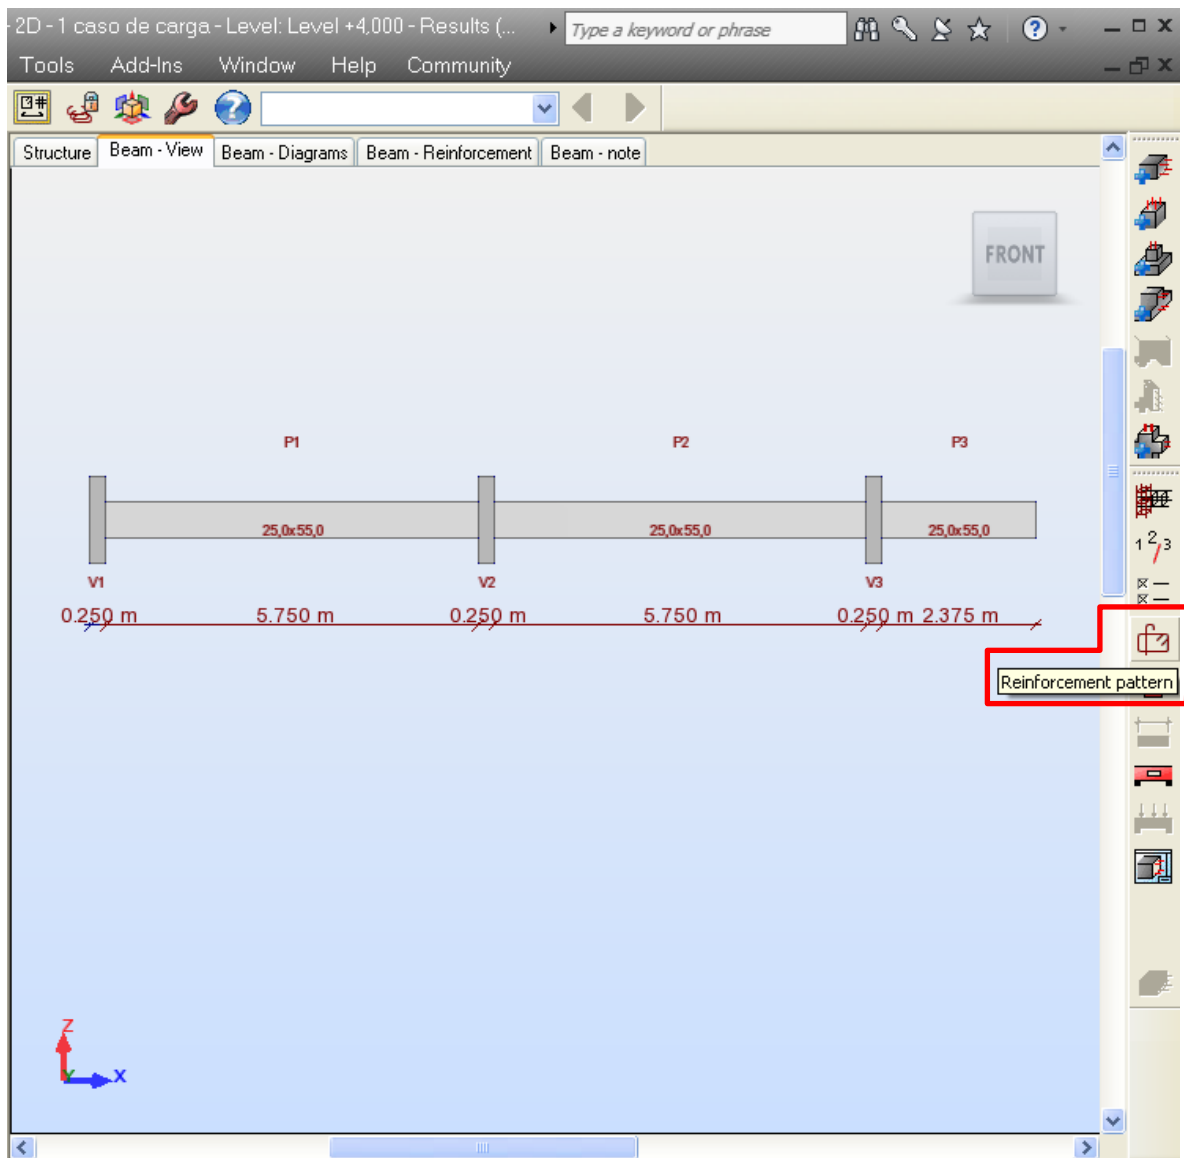 - 2D - 1 caso de carga - Level: Level +4,000 - Results (...
Type a keyword or phrase
Tools Add-Ins Window Help Community
Structure Beam - View Beam - Diagrams Beam - Reinforcement Beam - note
FRONT
P1 P2 P3
25,0x55,0 25,0x55,0 25,0x55,0
V1 V2 V3
0.250 m 5.750 m 0.250 m 5.750 m 0.250 m 2.375 m
1 2 3
Reinforcement pattern
Z
Y X